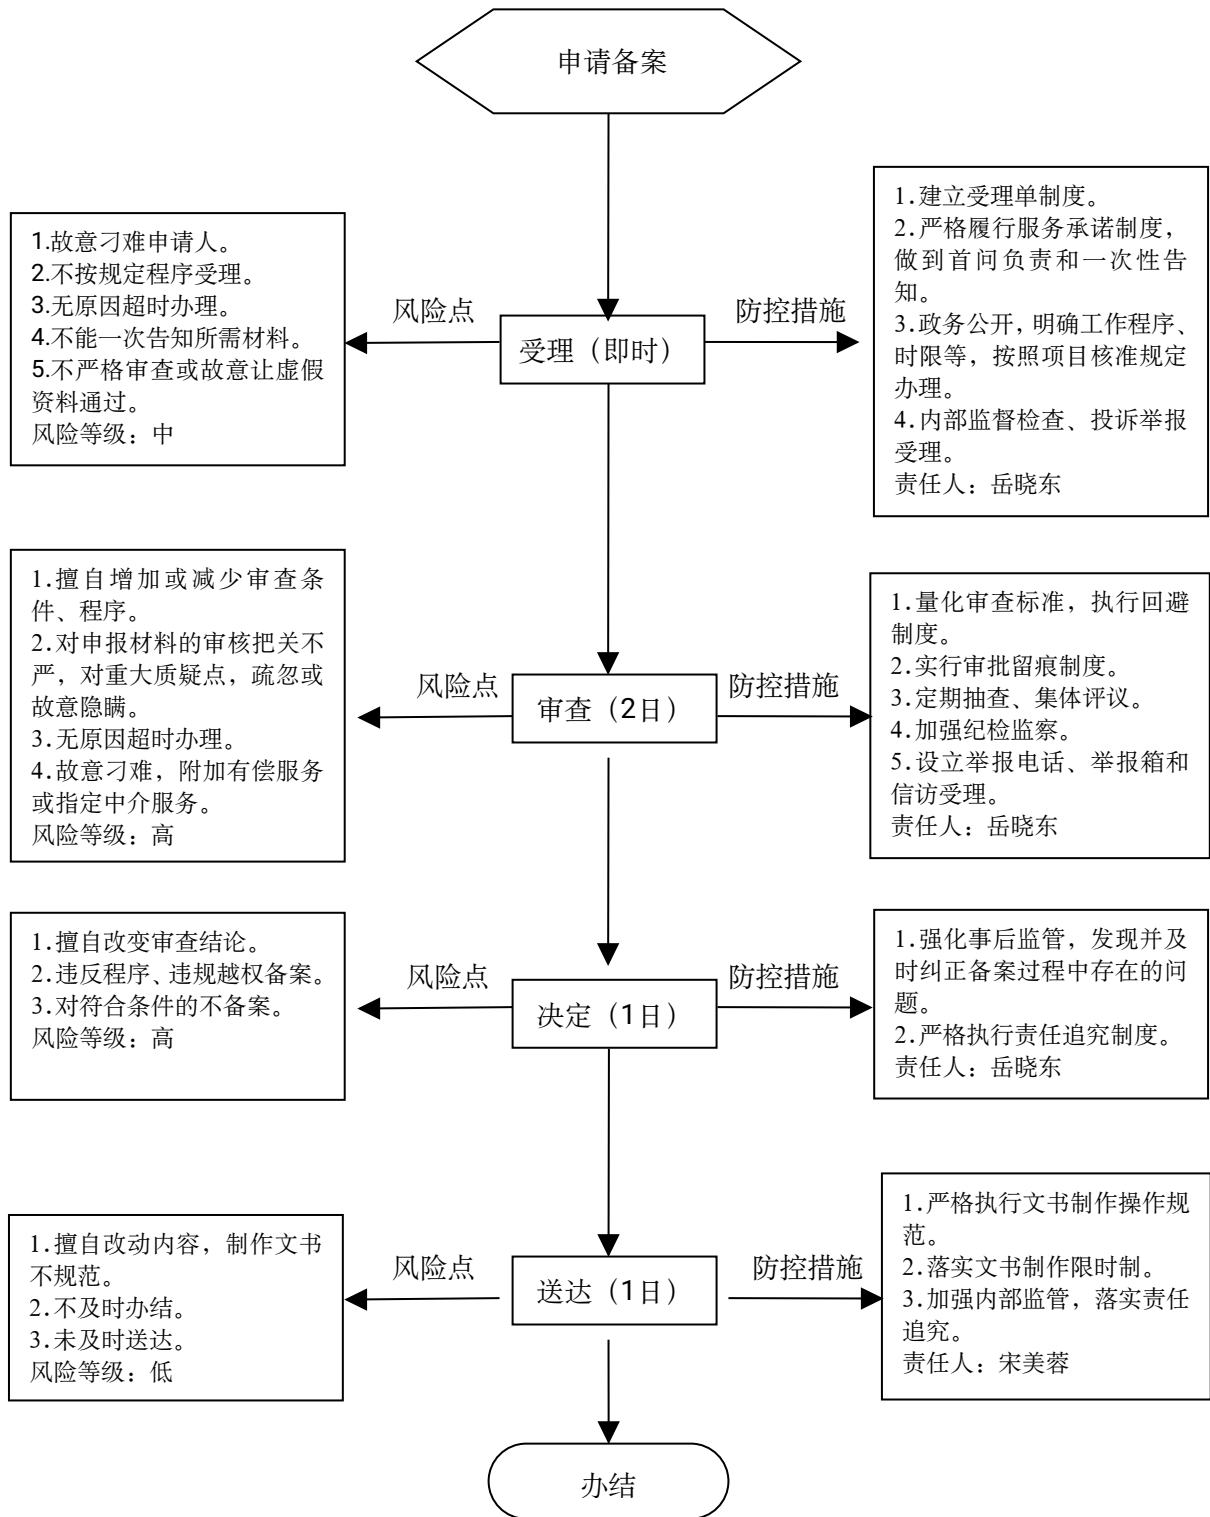 申请备案
1.故意刁难申请人。
2.不按规定程序受理。
3.无原因超时办理。
4.不能一次告知所需材料。
5.不严格审查或故意让虚假
资料通过。
风险等级：中
风险点
受理（即时）
防控措施
1.建立受理单制度。
2.严格履行服务承诺制度，
做到首问负责和一次性告
知。
3.政务公开，明确工作程序、
时限等，按照项目核准规定
办理。
4.内部监督检查、投诉举报
受理。
责任人：岳晓东
1.擅自增加或减少审查条
件、程序。
2.对申报材料的审核把关不
严，对重大质疑点，疏忽或
故意隐瞒。
3.无原因超时办理。
4.故意刁难，附加有偿服务
或指定中介服务。
风险等级：高
风险点
审查（2日）
防控措施
1.量化审查标准，执行回避
制度。
2.实行审批留痕制度。
3.定期抽查、集体评议。
4.加强纪检监察。
5.设立举报电话、举报箱和
信访受理。
责任人：岳晓东
1.擅自改变审查结论。
2.违反程序、违规越权备案。
3.对符合条件的不备案。
风险等级：高
风险点
决定（1日）
防控措施
1.强化事后监管，发现并及
时纠正备案过程中存在的问
题。
2.严格执行责任追究制度。
责任人：岳晓东
1.擅自改动内容，制作文书
不规范。
2.不及时办结。
3.未及时送达。
风险等级：低
风险点
送达（1日）
防控措施
1.严格执行文书制作操作规
范。
2.落实文书制作限时制。
3.加强内部监管，落实责任
追究。
责任人：宋美蓉
办结